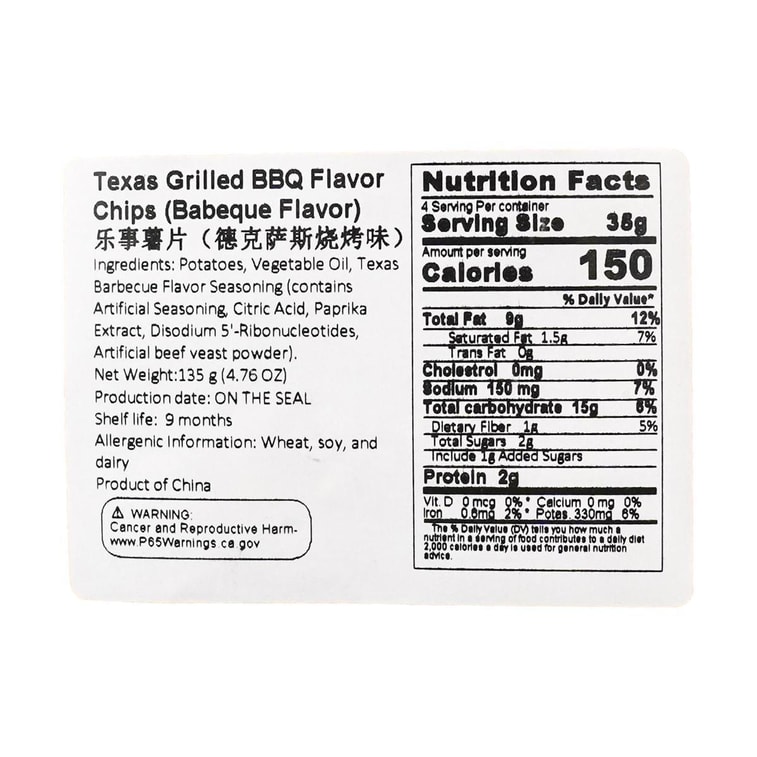 Texas Grilled BBQ Flavor
Chips (Babeque Flavor)
乐事薯片（德克萨斯烧烤味）
Ingredients: Potatoes, Vegetable Oil, Texas
Barbecue Flavor Seasoning (contains
Artificial Seasoning, Citric Acid, Paprika
Extract, Disodium 5'-Ribonucleotides,
Artificial beef yeast powder).
Net Weight:135 g (4.76 OZ)
Production date: ON THE SEAL
Shelf life: 9 months
Allergenic Information: Wheat, soy, and
dairy
Product of China
⚠ WARNING:
Cancer and Reproductive Harm-
www.P65Warnings.ca.gov
Nutrition Facts
4 Serving Per container
Serving Size 35g
Amount per serving
Calories 150
% Daily Value*
Total Fat 9g 12%
Saturated Fat 1.5g 7%
Trans Fat 0g
Cholestrol 0mg 0%
Sodium 150 mg 7%
Total carbohydrate 15g 6%
Dietary Fiber 1g 5%
Total Sugars 2g
Include 1g Added Sugars
Protein 2g
Vit. D 0 mcg 0% * Calcium 0 mg 0%
Iron 0.6mg 2% * Potas. 330mg 6%
*The % Daily Value (DV) tells you how much a
nutrient in a serving of food contributes to a daily diet
2,000 calories a day is used for general nutrition
advice.